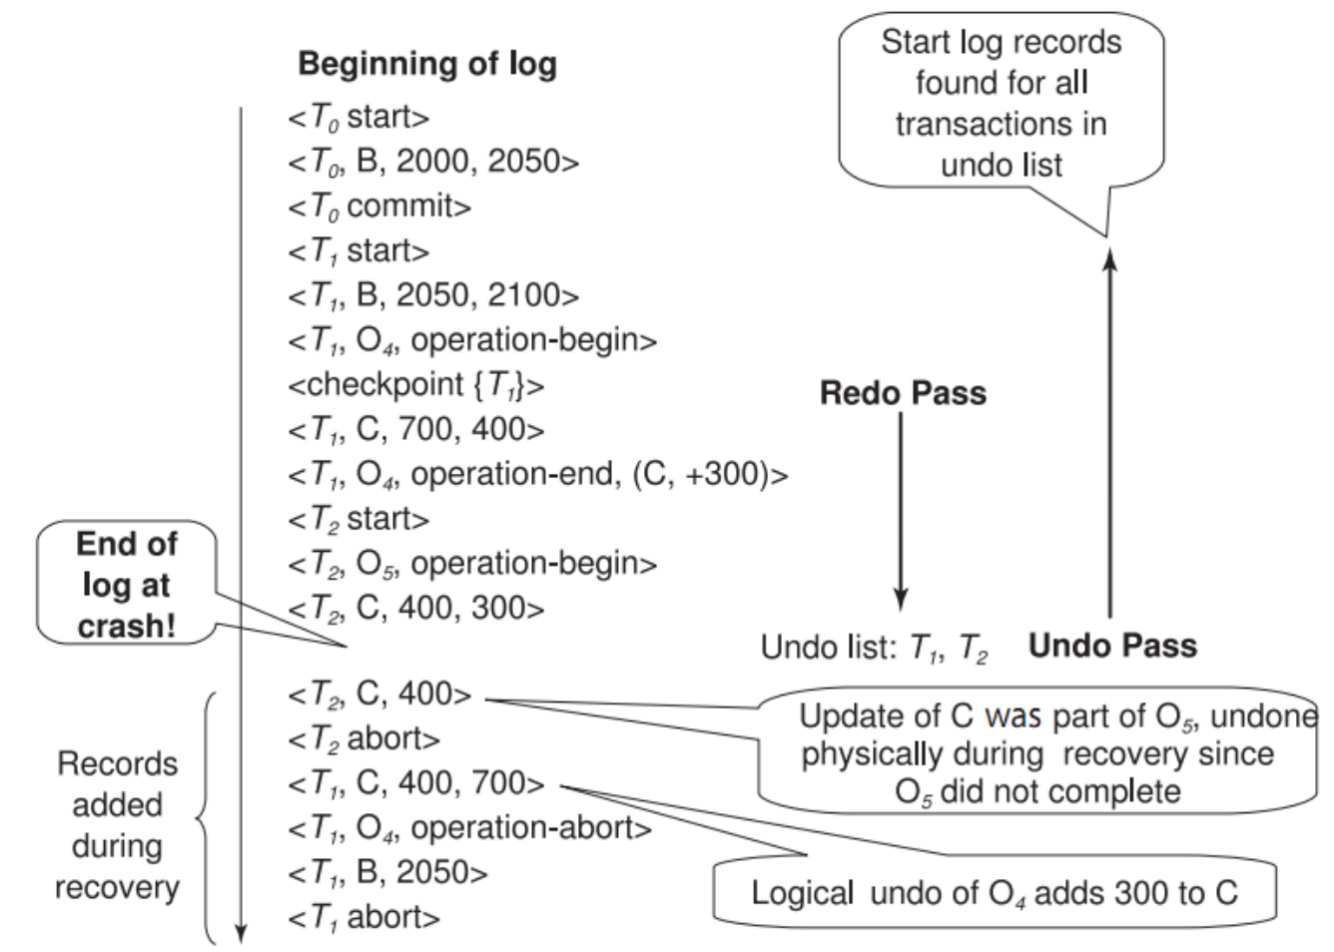 Beginning of log
<T0 start>
<T0, B, 2000, 2050>
<T0 commit>
<T1 start>
<T1, B, 2050, 2100>
<T1, O4, operation-begin>
<checkpoint {T1}>
<T1, C, 700, 400>
<T1, O4, operation-end, (C, +300)>
<T2 start>
<T2, O5, operation-begin>
<T2, C, 400, 300>
End of
log at
crash!
Start log records
found for all
transactions in
undo list
Redo Pass
Undo list: T1, T2
Undo Pass
Records
added
during
recovery
<T2, C, 400>
<T2 abort>
<T1, C, 400, 700>
<T1, O4, operation-abort>
<T1, B, 2050>
<T1 abort>
Update of C was part of O5, undone
physically during recovery since
O5 did not complete
Logical undo of O4 adds 300 to C